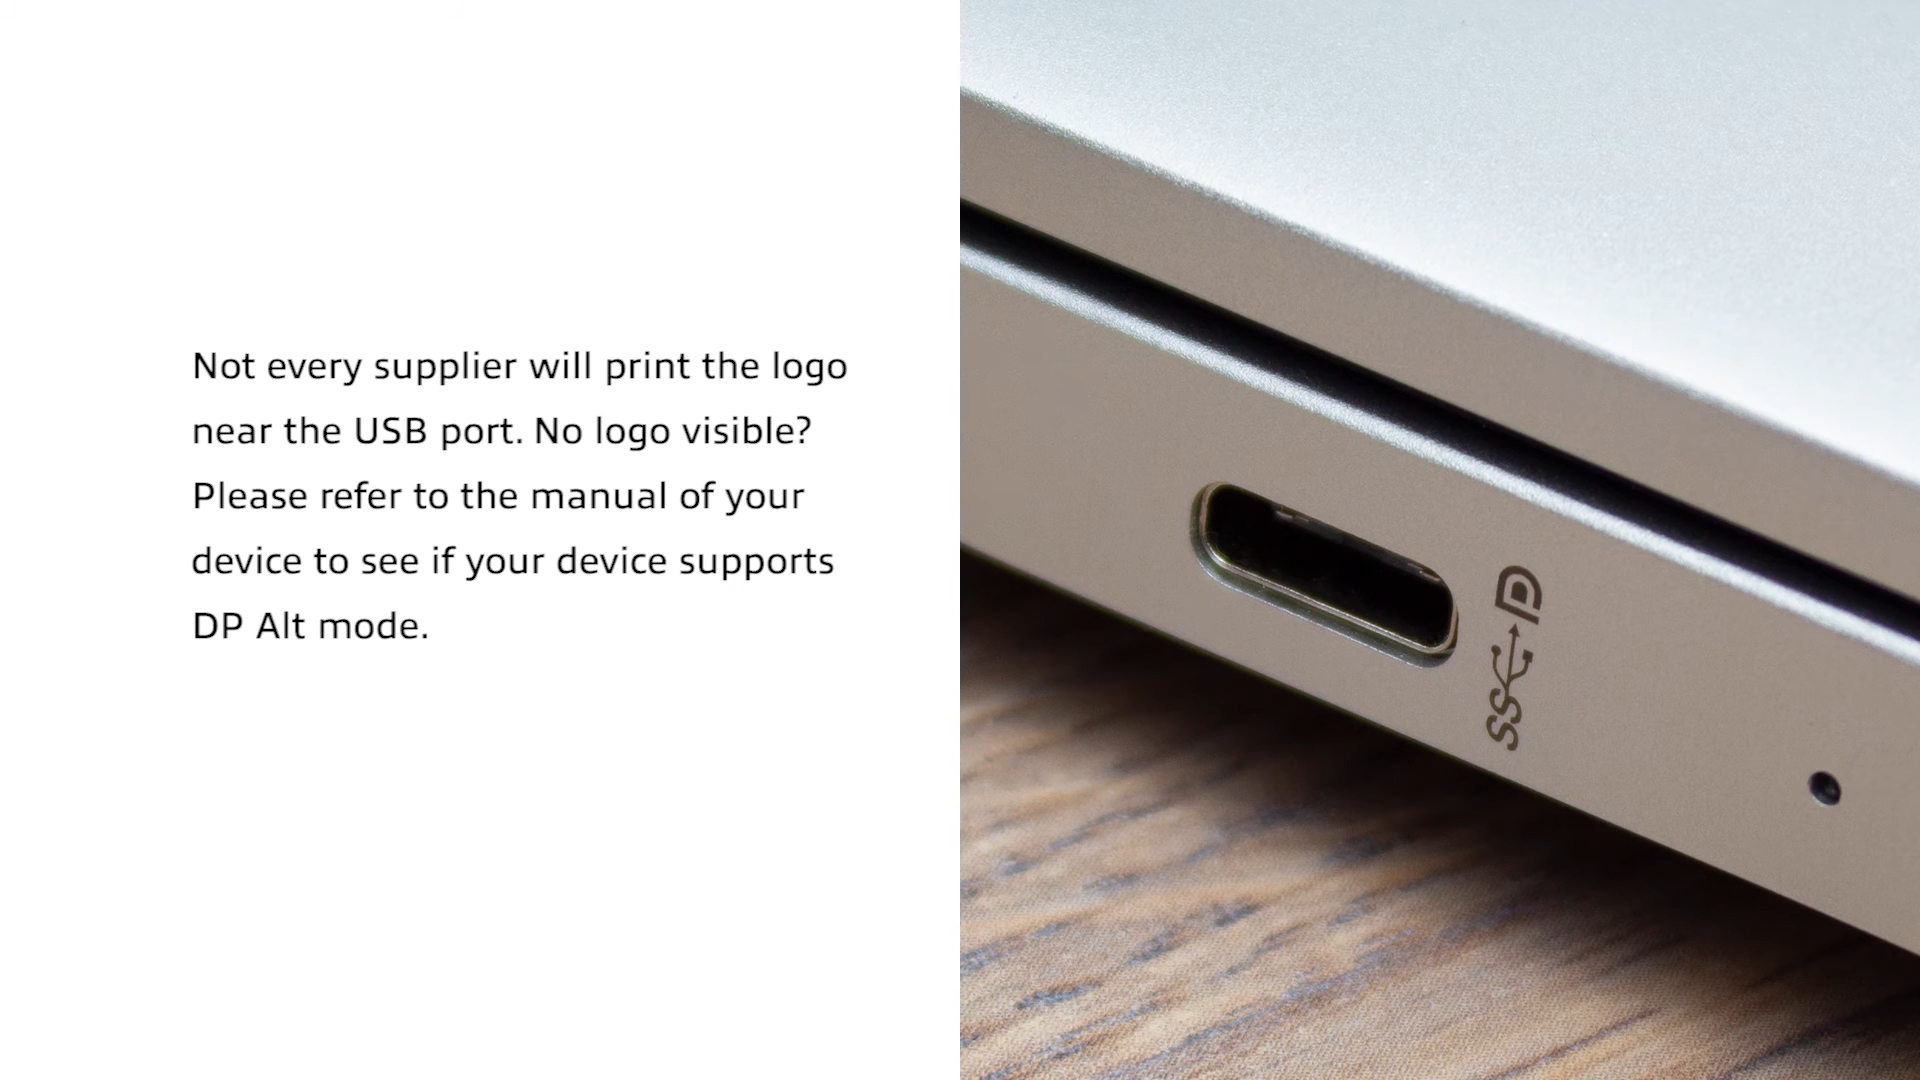 Not every supplier will print the logo
near the USB port. No logo visible?
Please refer to the manual of your
device to see if your device supports
DP Alt mode.
SS D